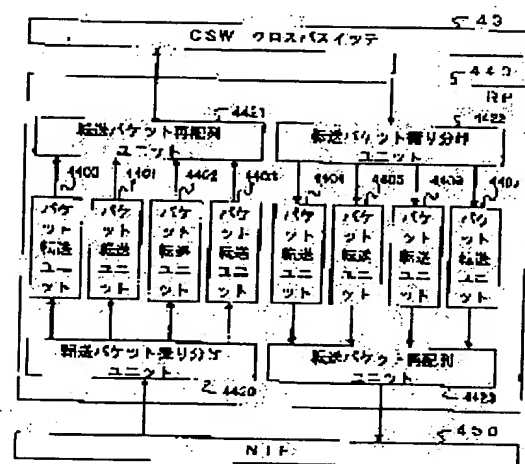 43
CSW クロスバスイッチ
440
RP
4421
4422
転送パケット再配列
ユニット
転送パケット振り分け
ユニット
4400
4401
4402
4403
4404
4405
パケット転送ユニット
パケット転送ユニット
パケット転送ユニット
パケット転送ユニット
パケット転送ユニット
パケット転送ユニット
パケット転送ユニット
パケット転送ユニット
転送パケット振り分け
ユニット
転送パケット再配列
ユニット
4420
4423
450
NIF